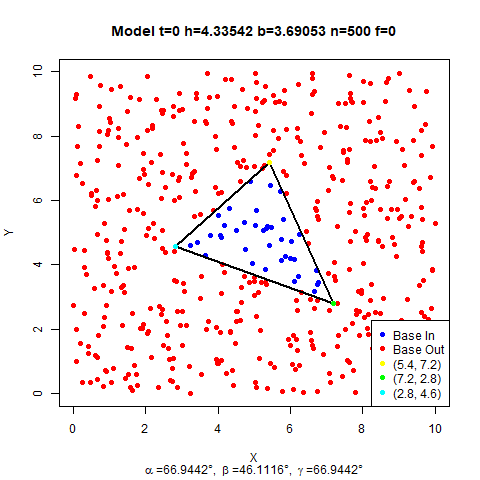 Model t=0 h=4.33542 b=3.69053 n=500 f=0
10
8
6
4
2
0
Y
Base In
Base Out
(5.4, 7.2)
(7.2, 2.8)
(2.8, 4.6)
0 2 4 6 8 10
X
α=66.9442°, β=46.1116°, γ=66.9442°